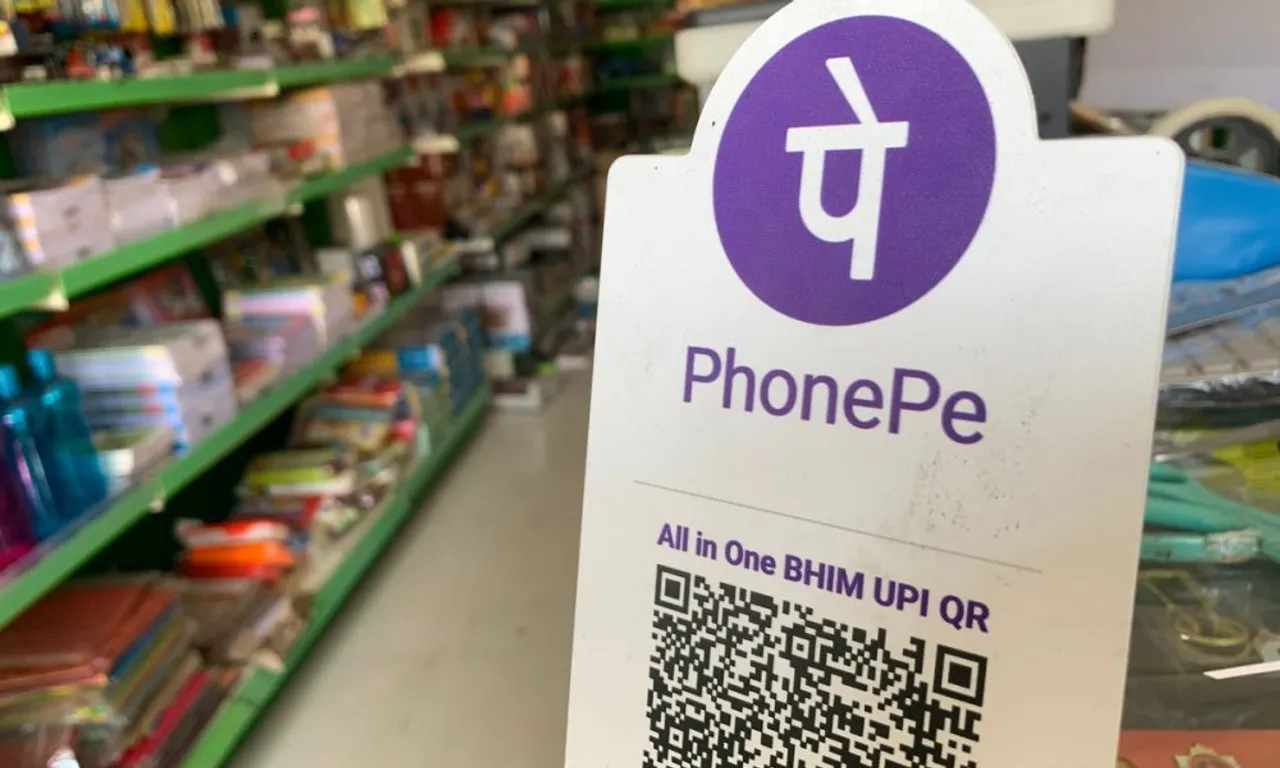 पे
PhonePe
All in One BHIM UPI QR